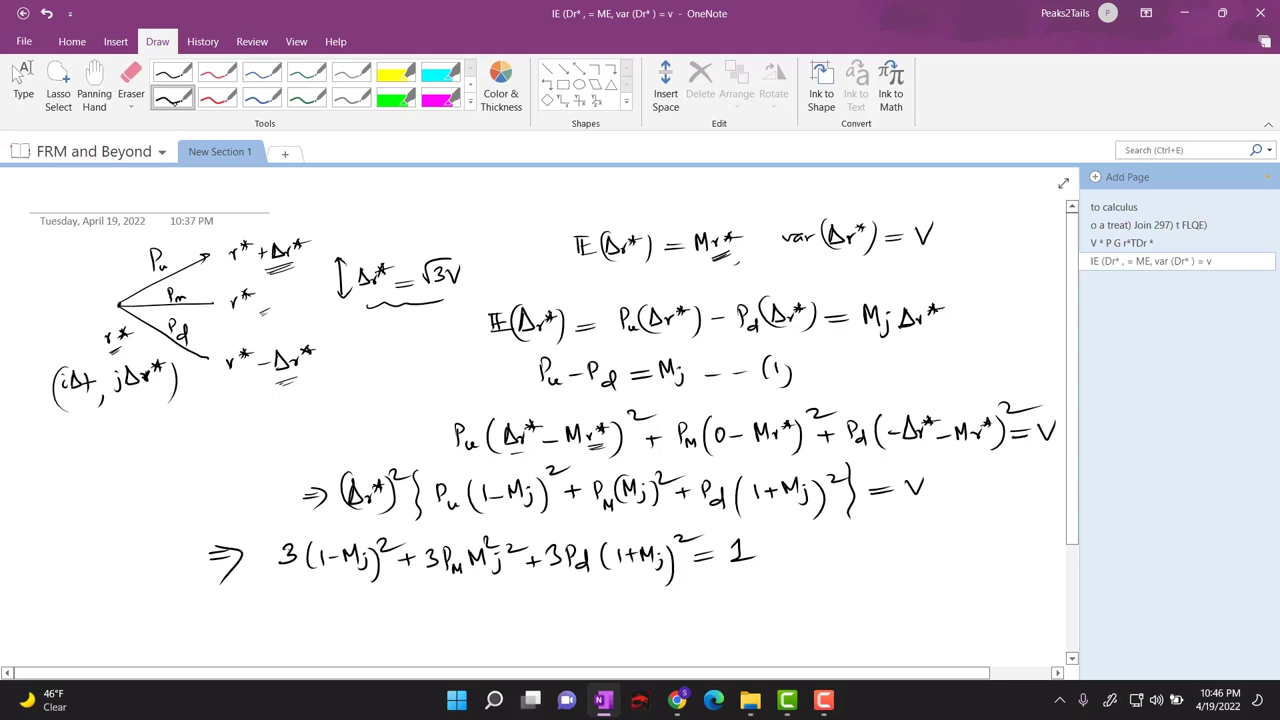 IE (Dr* , = ME, var (Dr* ) = v - OneNote
Peaks2Tails
P
File Home Insert Draw History Review View Help
Type
Lasso Select
Panning Hand
Eraser
Color & Thickness
Insert Space
Delete
Arrange
Rotate
Ink to Shape
Ink to Text
Ink to Math
Tools
Shapes
Edit
Convert
FRM and Beyond
New Section 1
Search (Ctrl+E)
Add Page
to calculus
o a treat) Join 297) t FLQE)
V * P G r*TDr *
IE (Dr* , = ME, var (Dr* ) = v
Tuesday, April 19, 2022 10:37 PM
𝔼(Δr*) = Mr* var(Δr*) = V
Pu r* + Δr*
Pm r*
Pd r* − Δr*
r*
(iΔt, jΔr*)
Δr* = √3V
𝔼(Δr*) = Pu(Δr*) − Pd(Δr*) = Mj Δr*
Pu − Pd = Mj -- (1)
Pu(Δr* − Mr*)² + PM(0 − Mr*)² + Pd(−Δr* − Mr*)² = V
⇒ (Δr*)² { Pu(1−Mj)² + PM(Mj)² + Pd(1+Mj)² } = V
⇒ 3(1−Mj)² + 3PM M²j² + 3Pd(1+Mj)² = 1
46°F
Clear
10:46 PM
4/19/2022